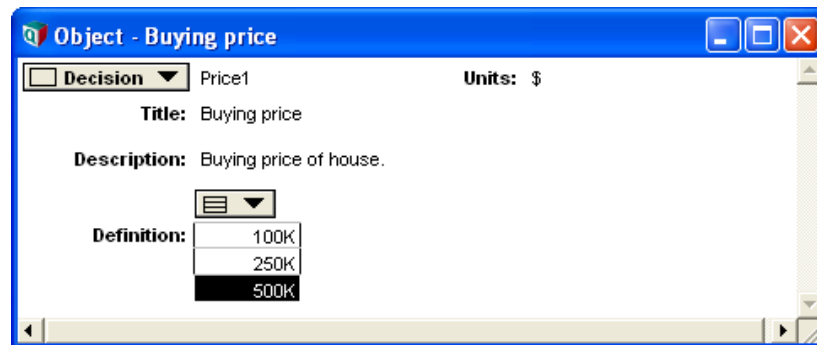 Object - Buying price
Decision Price1 Units: $
Title: Buying price
Description: Buying price of house.
Definition: 100K
250K
500K